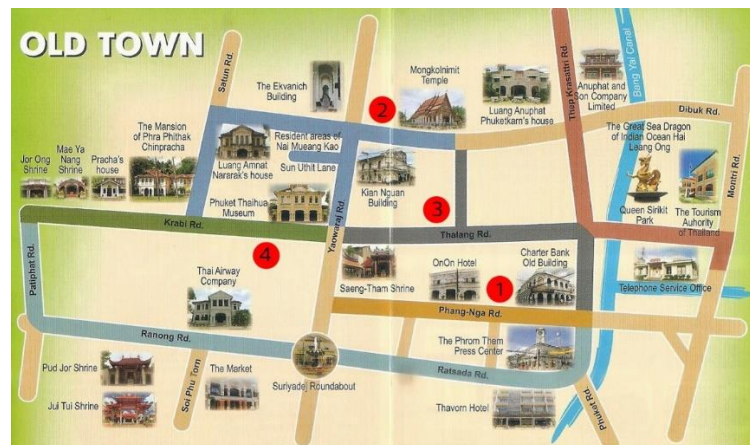 OLD TOWN
Satun Rd.
The Ekvanich
Building
2
Mongkolnimit
Temple
Luang Anuphat
Phuketkarn's house
Thep Krasattri Rd.
Anuphat and
Son Company
Limited
Bang Yai Canal
Dibuk Rd.
Jor Ong
Shrine
Mae Ya
Nang
Shrine
Pracha's
house
The Mansion
of Phra Phithak
Chinpracha
Luang Amnat
Nararak's house
Resident areas of
Nai Mueang Kao
Sun Uthit Lane
Kian Nguan
Building
The Great Sea Dragon
of Indian Ocean Hai
Leang Ong
Montri Rd.
Queen Sirikit
Park
The Tourism
Auhority
of Thailand
Phuket Thaihua
Museum
3
Krabi Rd.
Yaowaraj Rd.
Thalang Rd.
4
Patiphat Rd.
Thai Airway
Company
Saeng-Tham Shrine
OnOn Hotel
1
Charter Bank
Old Building
Telephone Service Office
Phang-Nga Rd.
Ranong Rd.
The Phrom Them
Press Center
Pud Jor Shrine
Soi Phu Torn
The Market
Suriyadej Roundabout
Ratsada Rd.
Jui Tui Shrine
Thavorn Hotel
Phuket Rd.